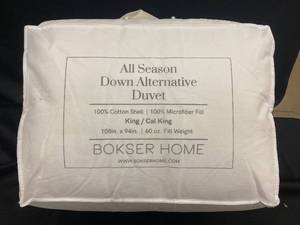 All Season
Down Alternative
Duvet
100% Cotton Shell | 100% Microfiber Fill
King / Cal King
108in. x 94in. | 60 oz. Fill Weight
BOKSER HOME
WWW.BOKSERHOME.COM